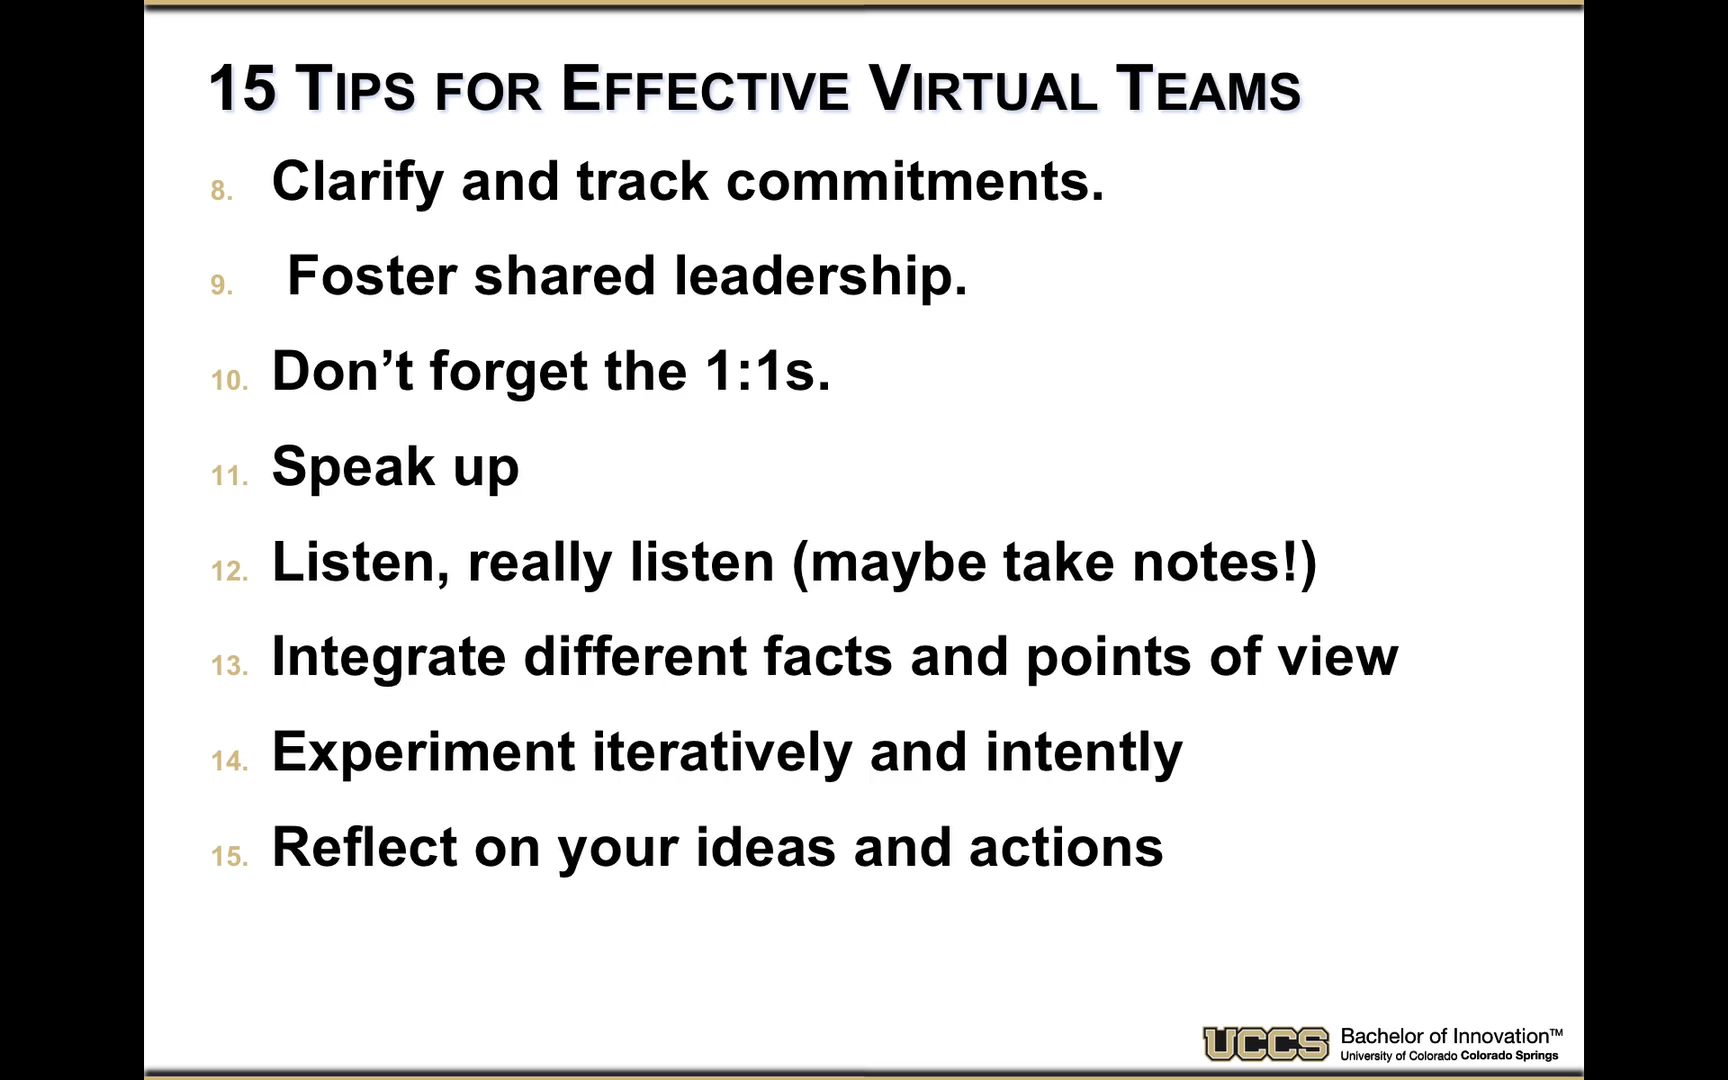 15 TIPS FOR EFFECTIVE VIRTUAL TEAMS
8. Clarify and track commitments.
9. Foster shared leadership.
10. Don’t forget the 1:1s.
11. Speak up
12. Listen, really listen (maybe take notes!)
13. Integrate different facts and points of view
14. Experiment iteratively and intently
15. Reflect on your ideas and actions
UCCS
Bachelor of Innovation™
University of Colorado Colorado Springs